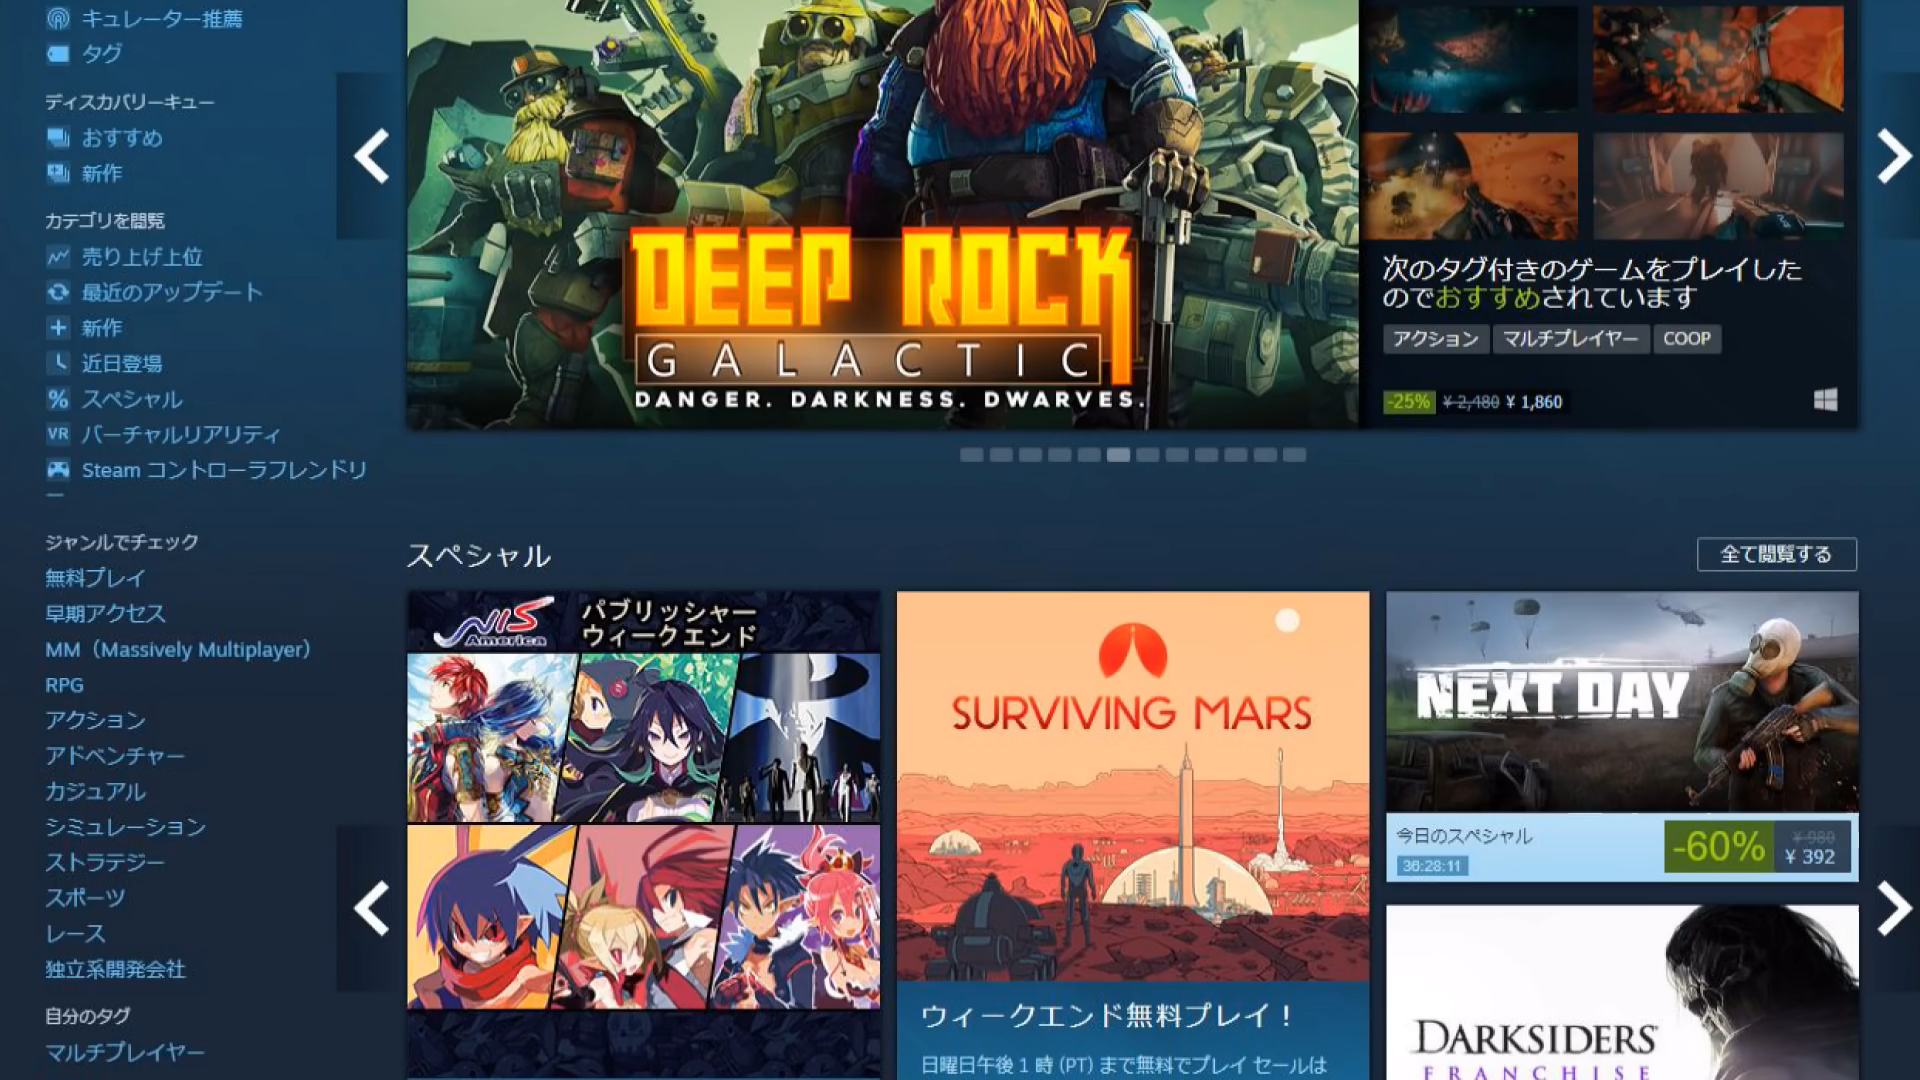 キュレーター推薦
タグ
ディスカバリーキュー
おすすめ
新作
カテゴリを閲覧
売り上げ上位
最近のアップデート
新作
近日登場
% スペシャル
VR バーチャルリアリティ
Steam コントローラフレンドリ
ー
ジャンルでチェック
無料プレイ
早期アクセス
MM（Massively Multiplayer）
RPG
アクション
アドベンチャー
カジュアル
シミュレーション
ストラテジー
スポーツ
レース
独立系開発会社
自分のタグ
マルチプレイヤー
DEEP ROCK
GALACTIC
DANGER. DARKNESS. DWARVES.
次のタグ付きのゲームをプレイした
のでおすすめされています
アクション マルチプレイヤー COOP
-25% ¥ 2,480 ¥ 1,860
スペシャル
全て閲覧する
NIS
America
パブリッシャー
ウィークエンド
SURVIVING MARS
ウィークエンド無料プレイ！
日曜日午後 1 時 (PT) まで無料でプレイ セールは
NEXT DAY
今日のスペシャル
36:28:11
-60%
¥ 980
¥ 392
DARKSIDERS
FRANCHISE